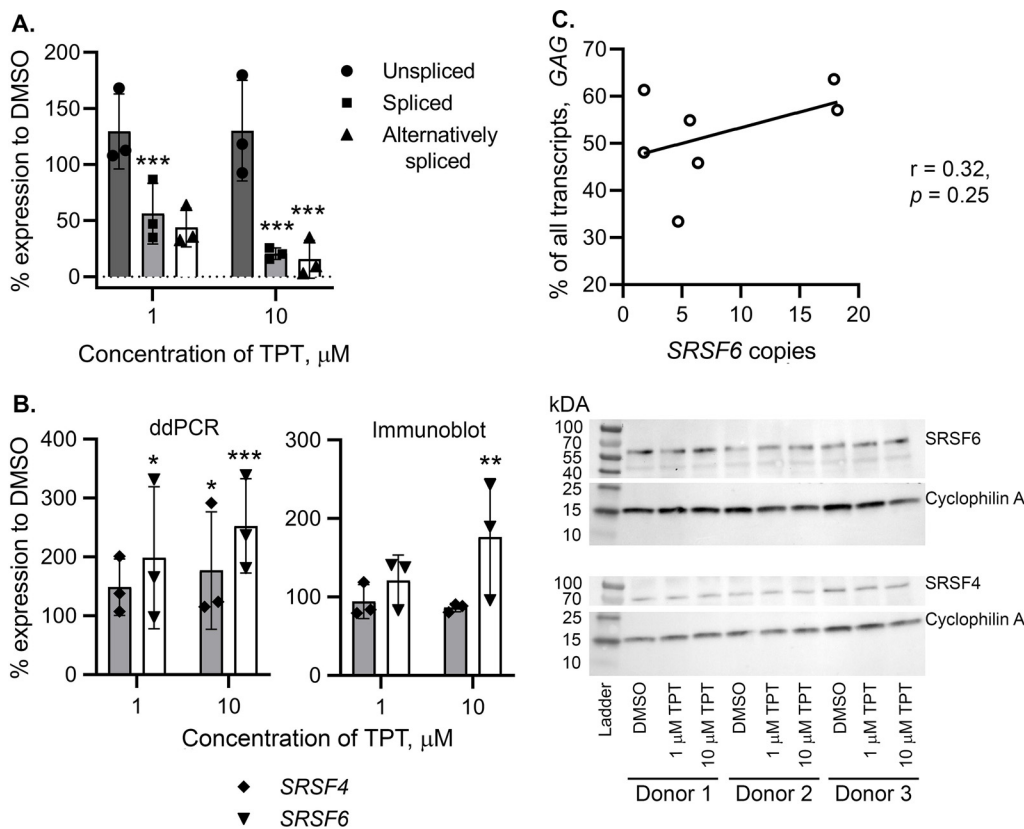 A.
% expression to DMSO
200
150
100
50
0
***
***
***
1
10
Concentration of TPT, μM
Unspliced
Spliced
Alternatively
spliced
C.
% of all transcripts, GAG
70
60
50
40
30
20
0
5
10
15
20
SRSF6 copies
r = 0.32,
p = 0.25
B.
% expression to DMSO
ddPCR
400
300
200
100
0
*
*
***
1
10
Immunoblot
300
200
100
0
**
1
10
Concentration of TPT, μM
SRSF4
SRSF6
kDA
100
70
55
40
SRSF6
25
15
10
Cyclophilin A
100
70
SRSF4
25
15
10
Cyclophilin A
Ladder
DMSO
1 μM TPT
10 μM TPT
DMSO
1 μM TPT
10 μM TPT
DMSO
1 μM TPT
10 μM TPT
Donor 1
Donor 2
Donor 3